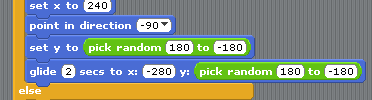 set x to 240
point in direction -90
set y to pick random 180 to -180
glide 2 secs to x: -280 y: pick random 180 to -180
else